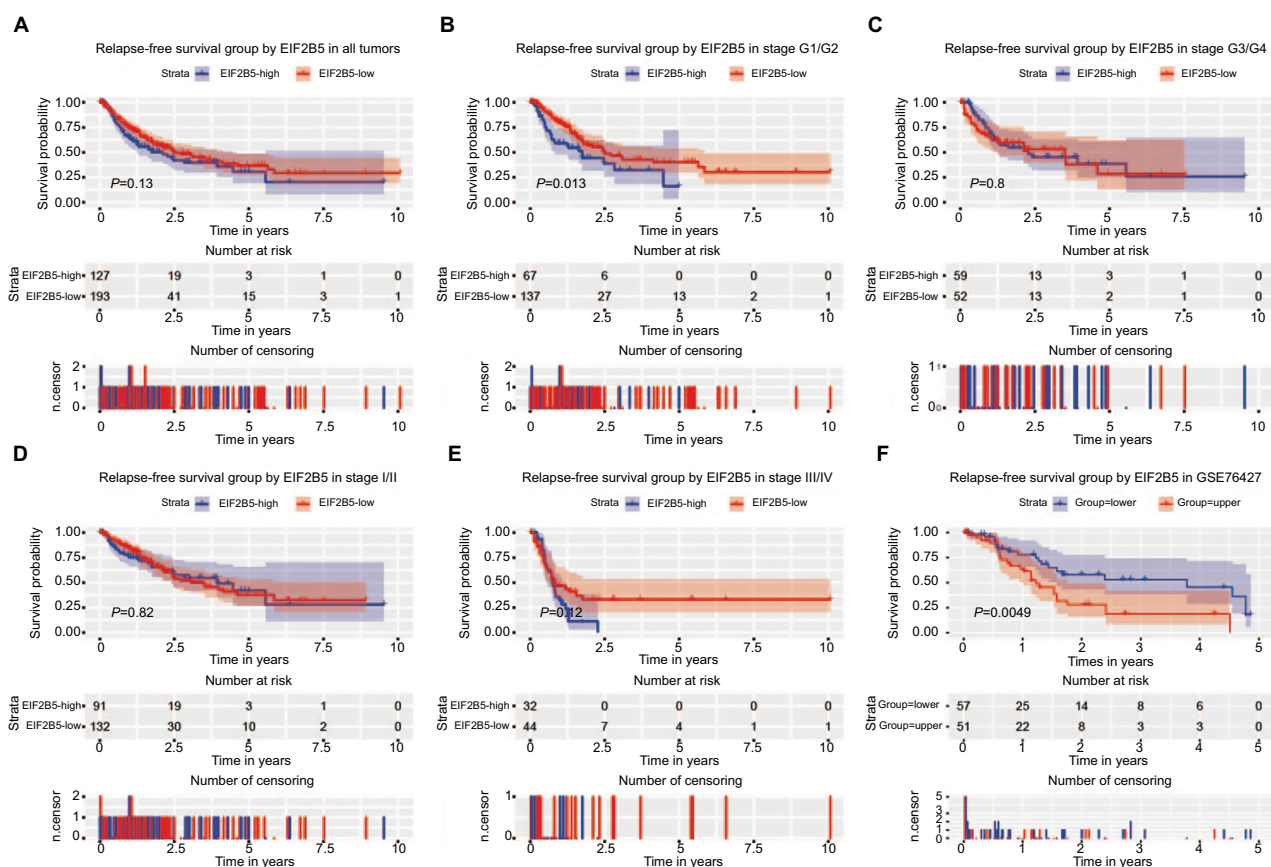 A
Relapse-free survival group by EIF2B5 in all tumors
Strata EIF2B5-high EIF2B5-low
Survival probability
1.00
0.75
0.50
0.25
0.00
P=0.13
0 2.5 5 7.5 10
Time in years
Number at risk
Strata
EIF2B5-high 127 19 3 1 0
EIF2B5-low 193 41 15 3 1
0 2.5 5 7.5 10
Time in years
Number of censoring
n.censor
2
1
0
0 2.5 5 7.5 10
Time in years
B
Relapse-free survival group by EIF2B5 in stage G1/G2
Strata EIF2B5-high EIF2B5-low
Survival probability
1.00
0.75
0.50
0.25
0.00
P=0.013
0 2.5 5 7.5 10
Time in years
Number at risk
Strata
EIF2B5-high 67 6 0 0 0
EIF2B5-low 137 27 13 2 1
0 2.5 5 7.5 10
Time in years
Number of censoring
n.censor
2
1
0
0 2.5 5 7.5 10
Time in years
C
Relapse-free survival group by EIF2B5 in stage G3/G4
Strata EIF2B5-high EIF2B5-low
Survival probability
1.00
0.75
0.50
0.25
0.00
P=0.8
0 2.5 5 7.5 10
Time in years
Number at risk
Strata
EIF2B5-high 59 13 3 1 0
EIF2B5-low 52 13 2 1 0
0 2.5 5 7.5 10
Time in years
Number of censoring
n.censor
1
0
0 2.5 5 7.5 10
Time in years
D
Relapse-free survival group by EIF2B5 in stage I/II
Strata EIF2B5-high EIF2B5-low
Survival probability
1.00
0.75
0.50
0.25
0.00
P=0.82
0 2.5 5 7.5 10
Time in years
Number at risk
Strata
EIF2B5-high 91 19 3 1 0
EIF2B5-low 132 30 10 2 0
0 2.5 5 7.5 10
Time in years
Number of censoring
n.censor
2
1
0
0 2.5 5 7.5 10
Time in years
E
Relapse-free survival group by EIF2B5 in stage III/IV
Strata EIF2B5-high EIF2B5-low
Survival probability
1.00
0.75
0.50
0.25
0.00
P=0.12
0 2.5 5 7.5 10
Time in years
Number at risk
Strata
EIF2B5-high 32 0 0 0 0
EIF2B5-low 44 7 4 1 1
0 2.5 5 7.5 10
Time in years
Number of censoring
n.censor
1
0
0 2.5 5 7.5 10
Time in years
F
Relapse-free survival group by EIF2B5 in GSE76427
Strata Group=lower Group=upper
Survival probability
1.00
0.75
0.50
0.25
0.00
P=0.0049
0 1 2 3 4 5
Times in years
Number at risk
Strata
Group=lower 57 25 14 8 6 0
Group=upper 51 22 8 3 3 0
0 1 2 3 4 5
Time in years
Number of censoring
n.censor
5
1
0
0 1 2 3 4 5
Time in years